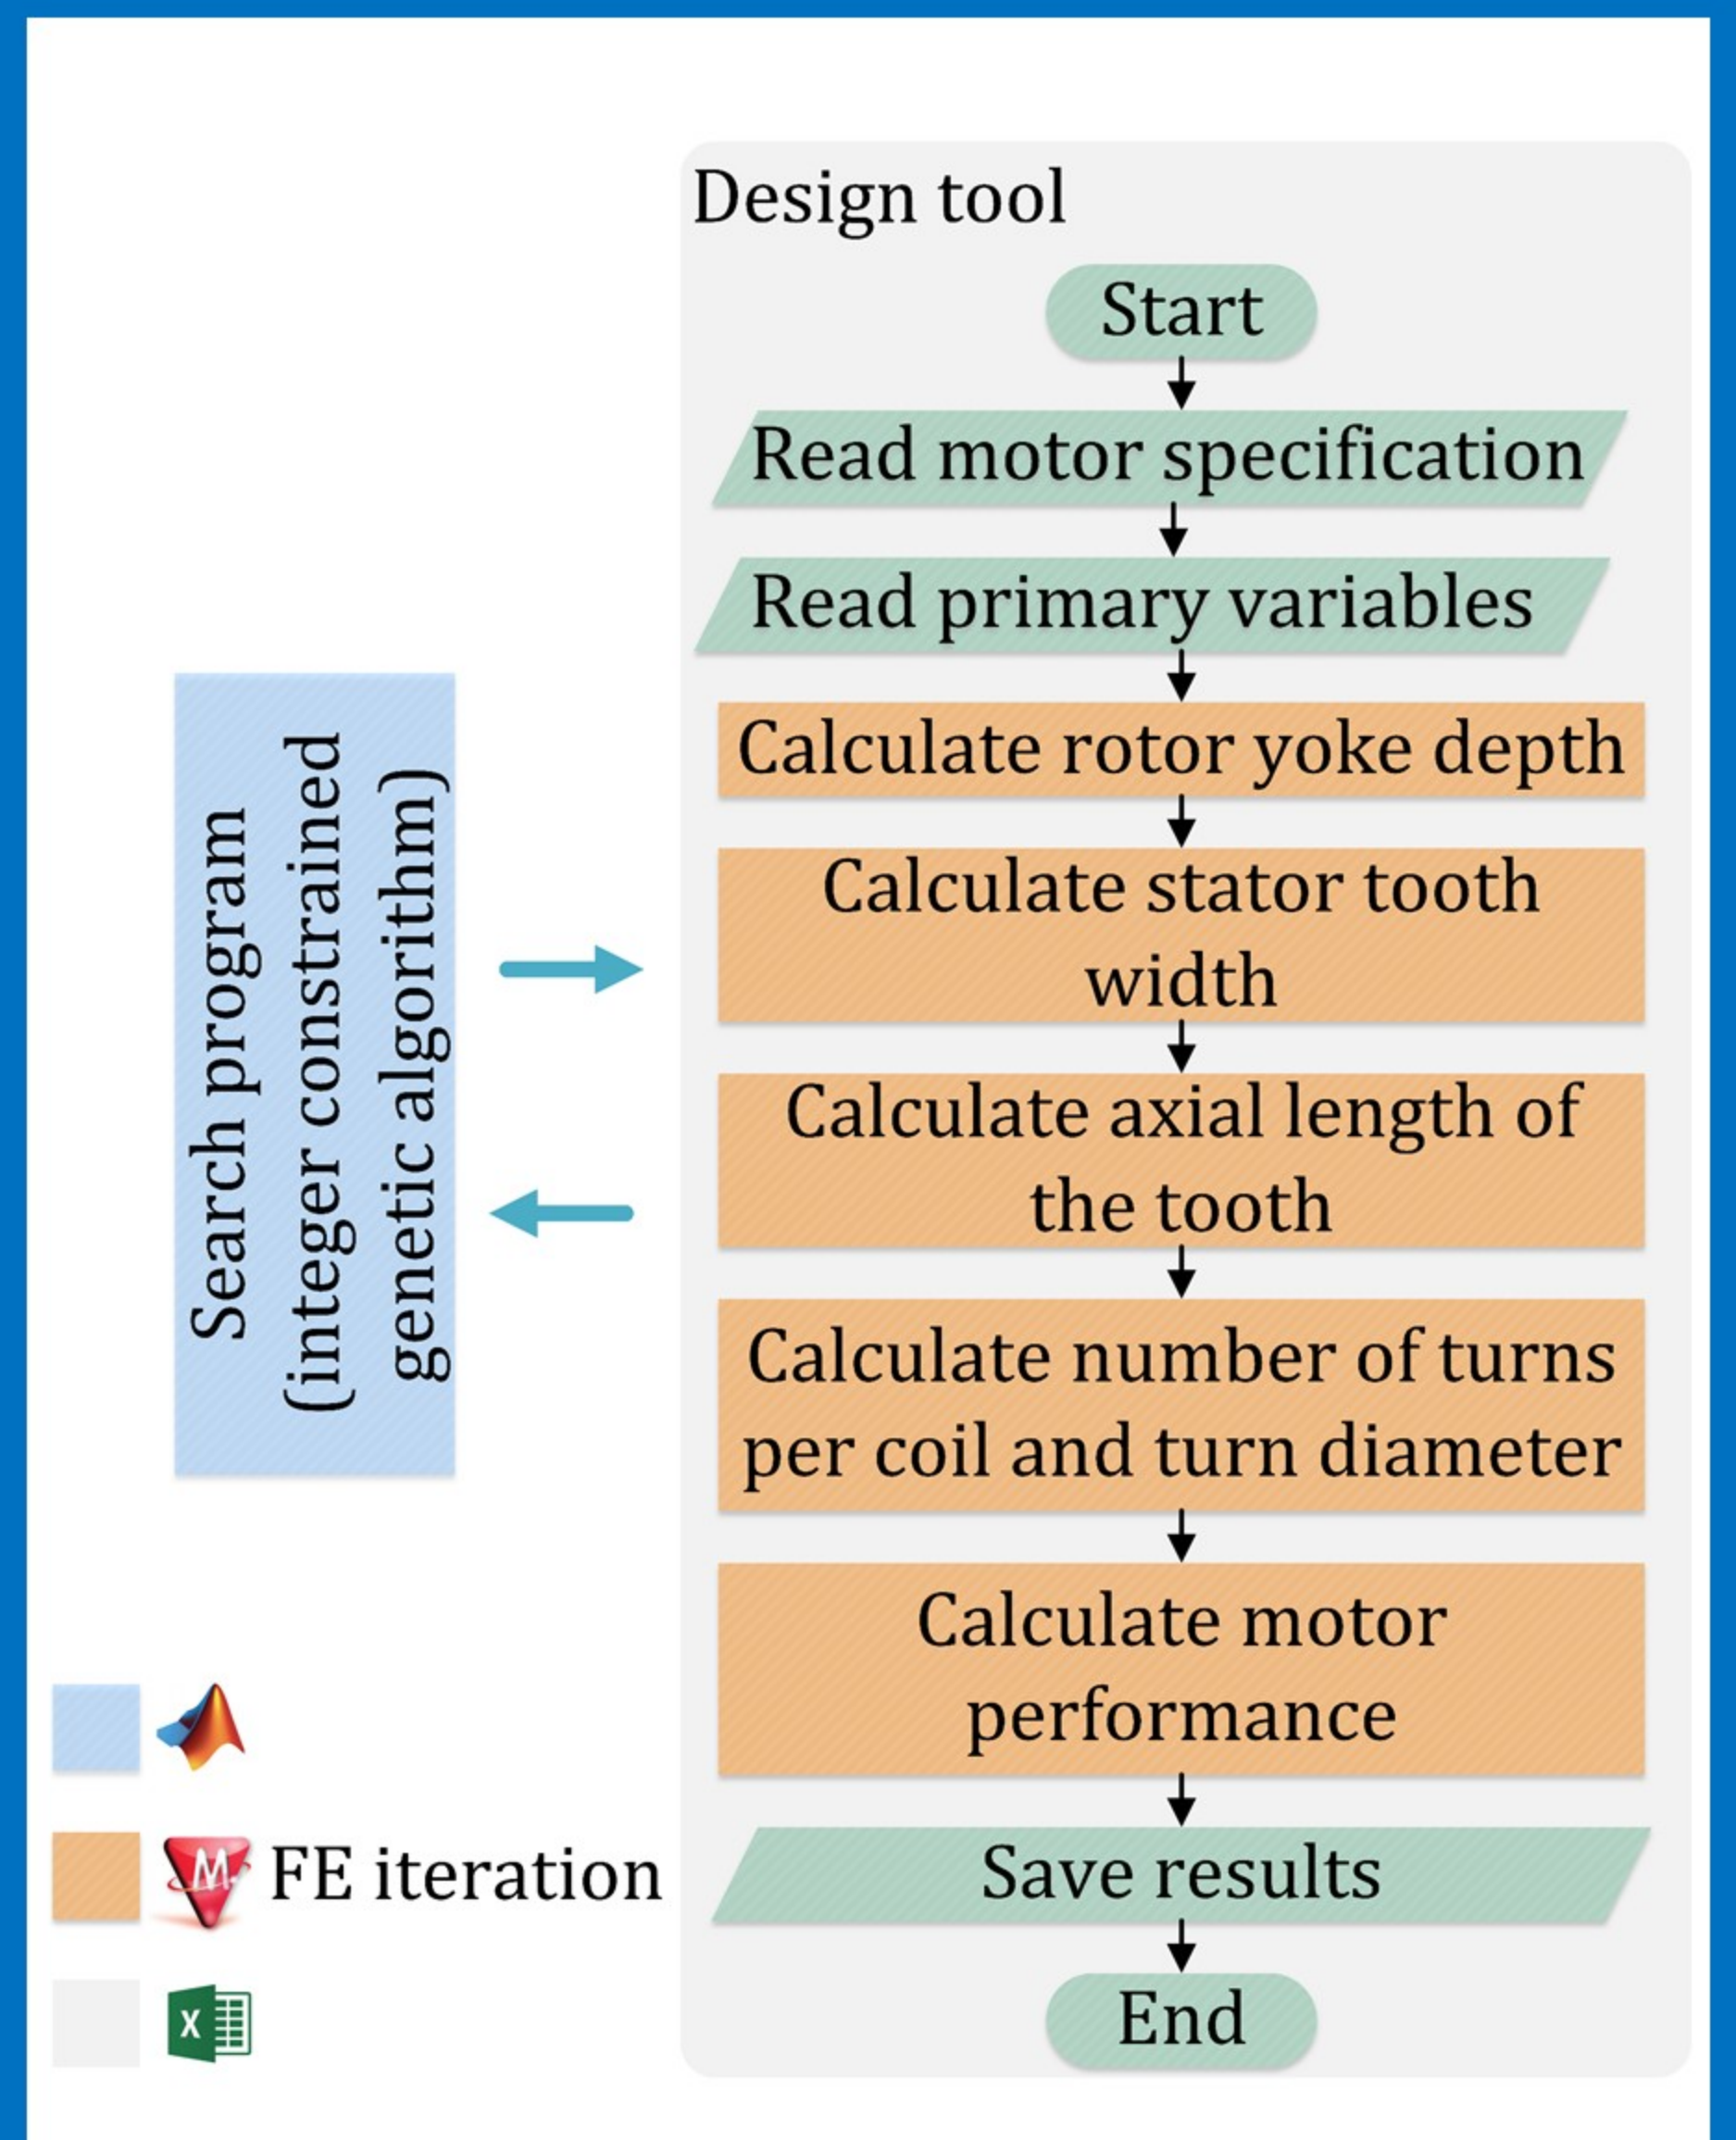 Design tool
Start
Read motor specification
Read primary variables
Calculate rotor yoke depth
Calculate stator tooth
width
Calculate axial length of
the tooth
Calculate number of turns
per coil and turn diameter
Calculate motor
performance
Save results
End
Search program
(integer constrained
genetic algorithm)
M
FE iteration
X